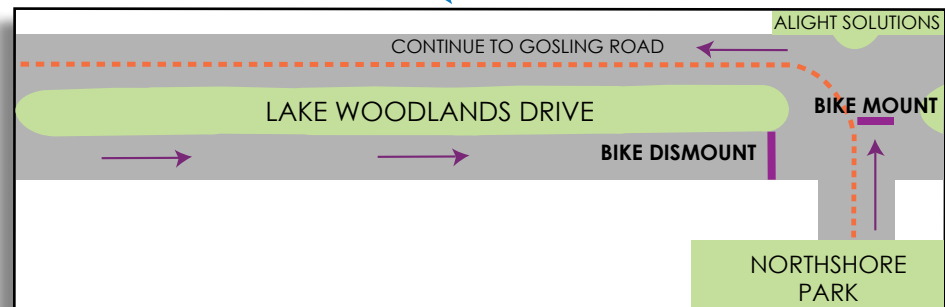 ALIGHT SOLUTIONS
CONTINUE TO GOSLING ROAD
LAKE WOODLANDS DRIVE
BIKE MOUNT
BIKE DISMOUNT
NORTHSHORE
PARK